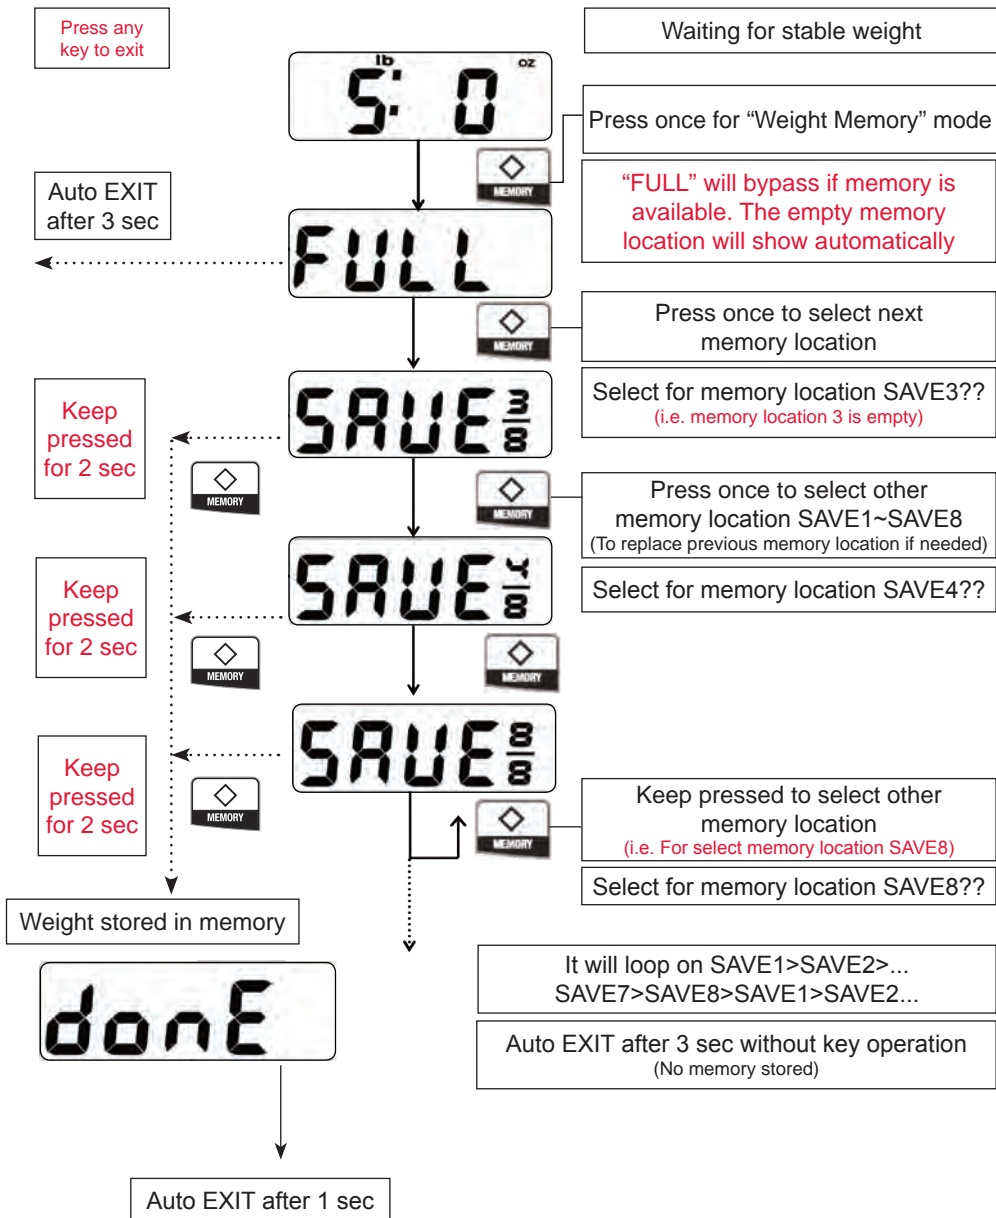 Press any
key to exit
Waiting for stable weight
lb oz
5: 0
Press once for “Weight Memory” mode
MEMORY
Auto EXIT
after 3 sec
“FULL” will bypass if memory is
available. The empty memory
location will show automatically
FULL
MEMORY
Press once to select next
memory location
Keep
pressed
for 2 sec
SAVE 3/8
Select for memory location SAVE3??
(i.e. memory location 3 is empty)
MEMORY
MEMORY
Press once to select other
memory location SAVE1~SAVE8
(To replace previous memory location if needed)
Keep
pressed
for 2 sec
SAVE 4/8
Select for memory location SAVE4??
MEMORY
MEMORY
Keep
pressed
for 2 sec
SAVE 8/8
MEMORY
MEMORY
Keep pressed to select other
memory location
(i.e. For select memory location SAVE8)
Select for memory location SAVE8??
Weight stored in memory
donE
It will loop on SAVE1>SAVE2>...
SAVE7>SAVE8>SAVE1>SAVE2...
Auto EXIT after 3 sec without key operation
(No memory stored)
Auto EXIT after 1 sec